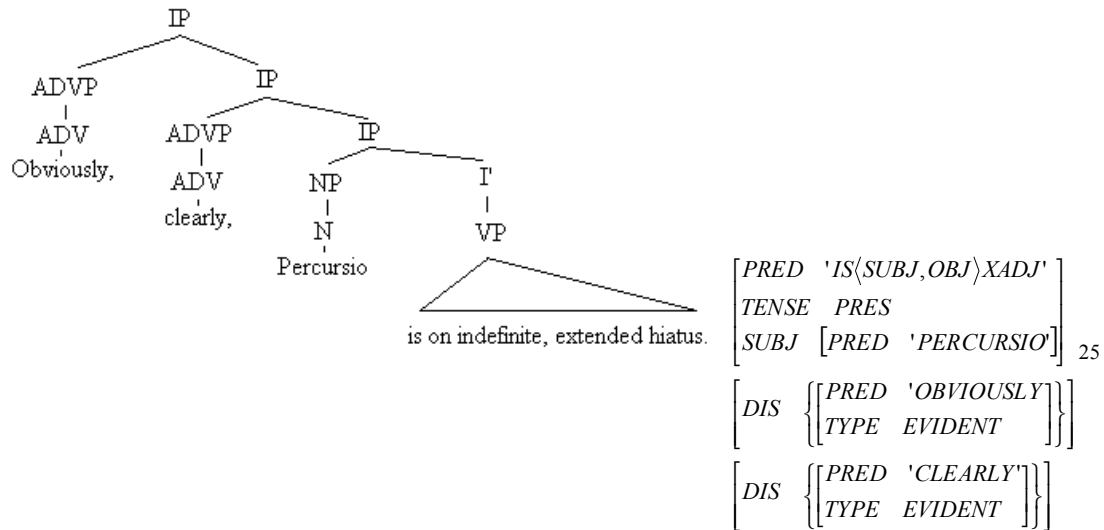 IP
ADVP IP
ADV ADVP IP
Obviously, ADV NP I'
clearly, N VP
Percursio
is on indefinite, extended hiatus.
[PRED 'IS⟨SUBJ,OBJ⟩XADJ'
TENSE PRES
SUBJ [PRED 'PERCURSIO']] 25
[DIS {[PRED 'OBVIOUSLY
TYPE EVIDENT]}]
[DIS {[PRED 'CLEARLY'
TYPE EVIDENT]}]